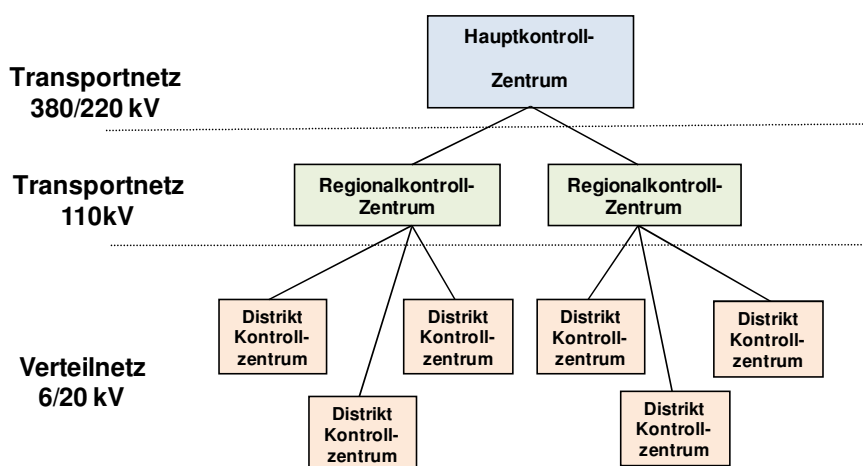 Hauptkontroll-
Zentrum
Transportnetz
380/220 kV
Transportnetz
110kV
Regionalkontroll-
Zentrum
Regionalkontroll-
Zentrum
Verteilnetz
6/20 kV
Distrikt
Kontroll-
zentrum
Distrikt
Kontroll-
zentrum
Distrikt
Kontroll-
zentrum
Distrikt
Kontroll-
zentrum
Distrikt
Kontroll-
zentrum
Distrikt
Kontroll-
zentrum